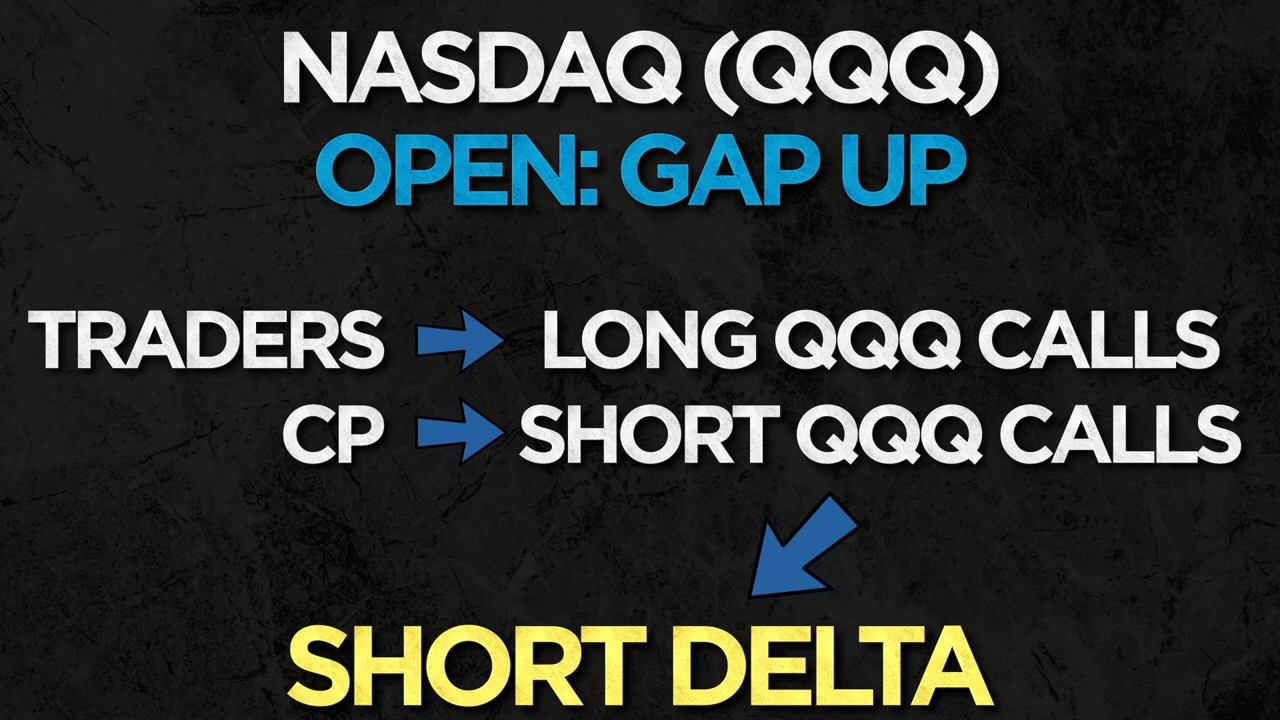 NASDAQ (QQQ)
OPEN: GAP UP
TRADERS LONG QQQ CALLS
CP SHORT QQQ CALLS
SHORT DELTA